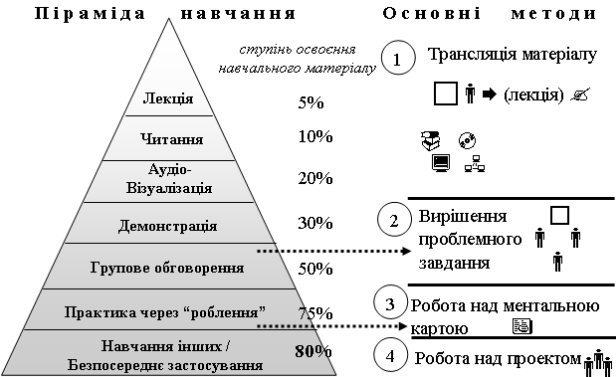 Піраміда навчання
Основні методи
ступінь освоєння
навчального матеріалу
1 Трансляція матеріалу
(лекція)
Лекція 5%
Читання 10%
Аудіо-
Візуалізація 20%
Демонстрація 30%
2 Вирішення
проблемного
завдання
Групове обговорення 50%
Практика через “роблення” 75%
3 Робота над ментальною
картою
Навчання інших /
Безпосереднє застосування 80%
4 Робота над проектом